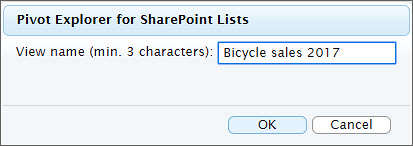 Pivot Explorer for SharePoint Lists
View name (min. 3 characters): Bicycle sales 2017
OK Cancel